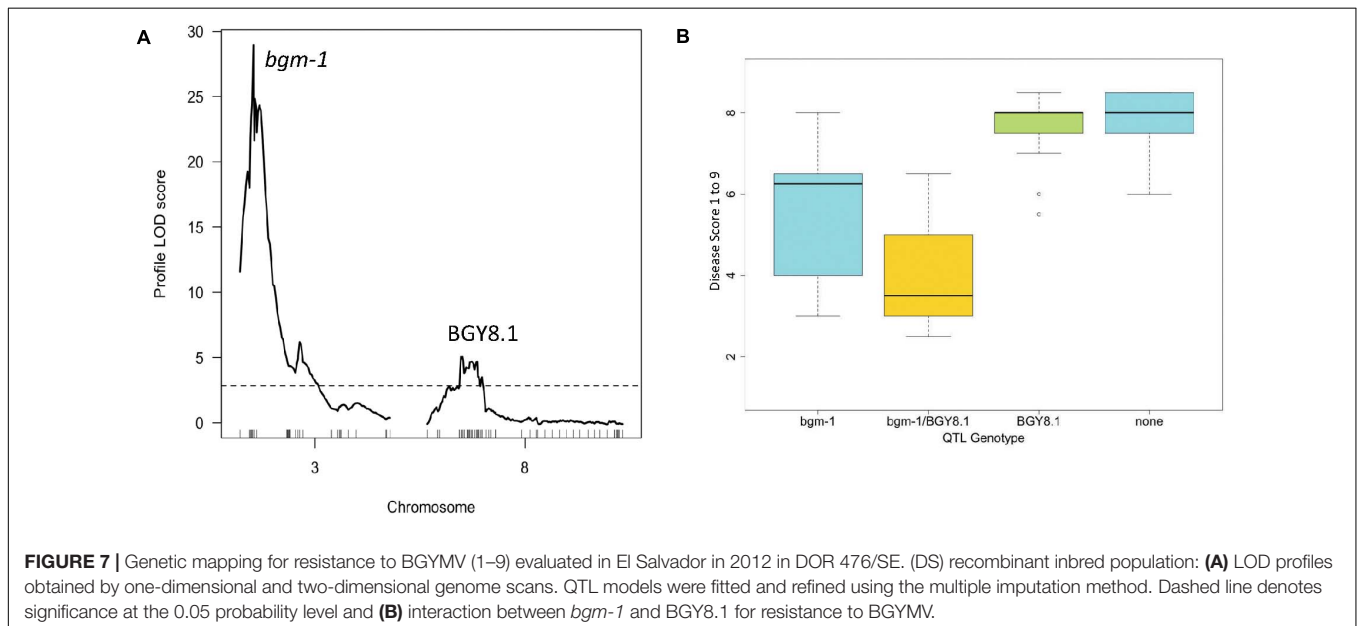 A
30
25
20
15
10
5
0
Profile LOD score
bgm-1
BGY8.1
3
8
Chromosome
B
8
6
4
2
Disease Score 1 to 9
bgm-1
bgm-1/BGY8.1
BGY8.1
none
QTL Genotype
FIGURE 7 | Genetic mapping for resistance to BGYMV (1–9) evaluated in El Salvador in 2012 in DOR 476/SE. (DS) recombinant inbred population: (A) LOD profiles
obtained by one-dimensional and two-dimensional genome scans. QTL models were fitted and refined using the multiple imputation method. Dashed line denotes
significance at the 0.05 probability level and (B) interaction between bgm-1 and BGY8.1 for resistance to BGYMV.